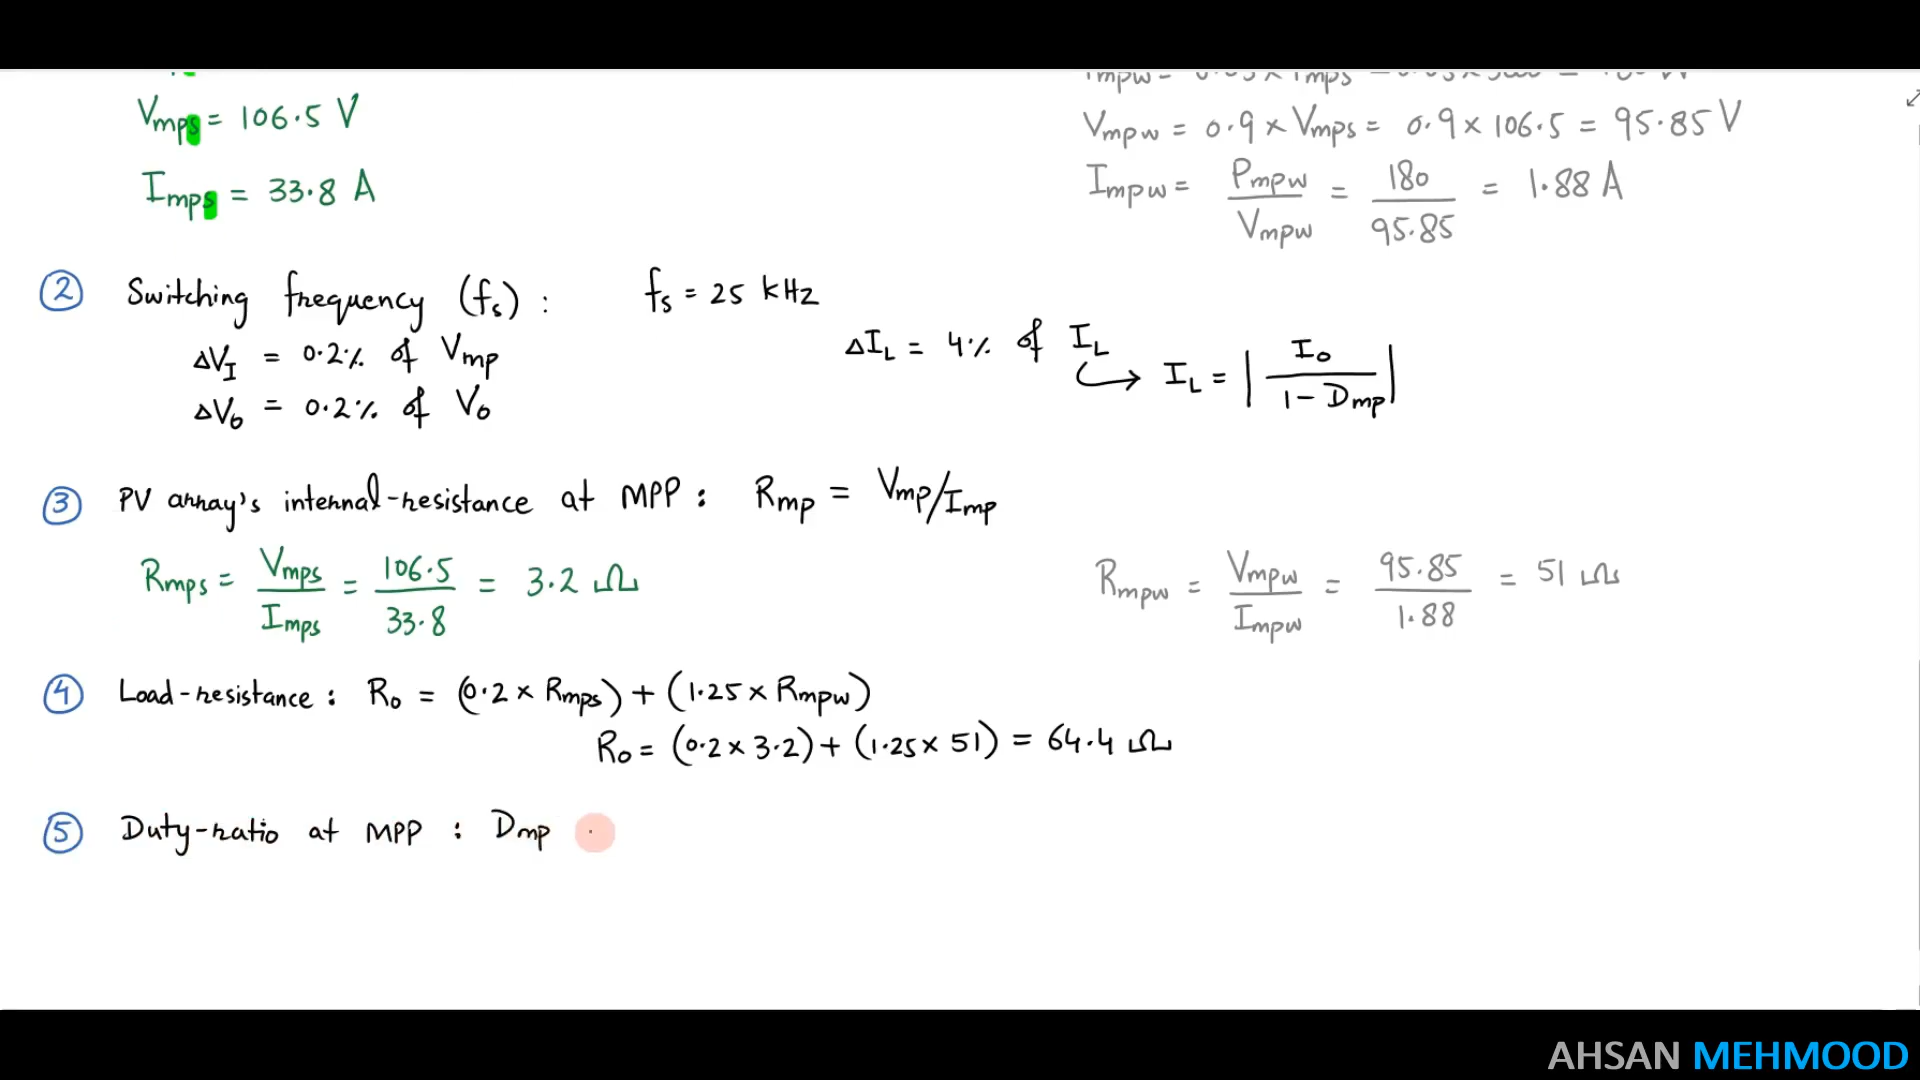 Vmps = 106.5 V
Imps = 33.8 A
Vmpw = 0.9 × Vmps = 0.9 × 106.5 = 95.85 V
Impw = Pmpw / Vmpw = 180 / 95.85 = 1.88 A
② Switching frequency (fs) : fs = 25 kHz
ΔVI = 0.2% of Vmp
ΔVo = 0.2% of Vo
ΔIL = 4% of IL
→ IL = | Io / 1 - Dmp |
③ PV array's internal-resistance at MPP : Rmp = Vmp/Imp
Rmps = Vmps / Imps = 106.5 / 33.8 = 3.2 Ω
Rmpw = Vmpw / Impw = 95.85 / 1.88 = 51 Ω
④ Load-resistance : Ro = (0.2 × Rmps) + (1.25 × Rmpw)
Ro = (0.2 × 3.2) + (1.25 × 51) = 64.4 Ω
⑤ Duty-ratio at MPP : Dmp
AHSAN MEHMOOD